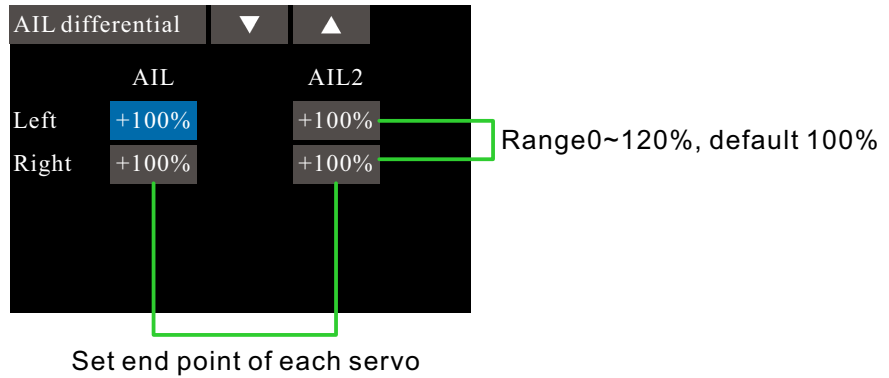 AIL differential ▼ ▲
AIL AIL2
Left +100% +100%
Range0~120%, default 100%
Right +100% +100%
Set end point of each servo